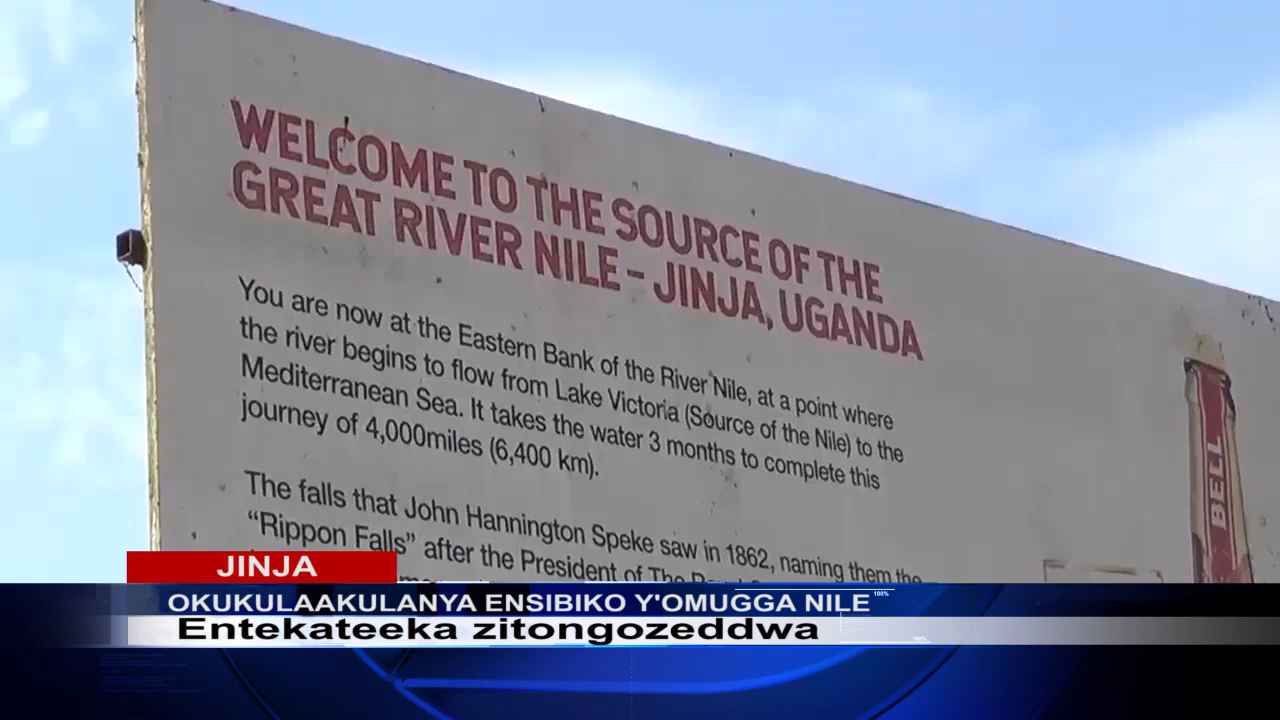 WELCOME TO THE SOURCE OF THE
GREAT RIVER NILE - JINJA, UGANDA
You are now at the Eastern Bank of the River Nile, at a point where
the river begins to flow from Lake Victoria (Source of the Nile) to the
Mediterranean Sea. It takes the water 3 months to complete this
journey of 4,000miles (6,400 km).
The falls that John Hannington Speke saw in 1862, naming them the
“Rippon Falls” after the President of The
BELL
JINJA
OKUKULAAKULANYA ENSIBIKO Y'OMUGGA NILE
100%
Entekateeka zitongozeddwa
100%